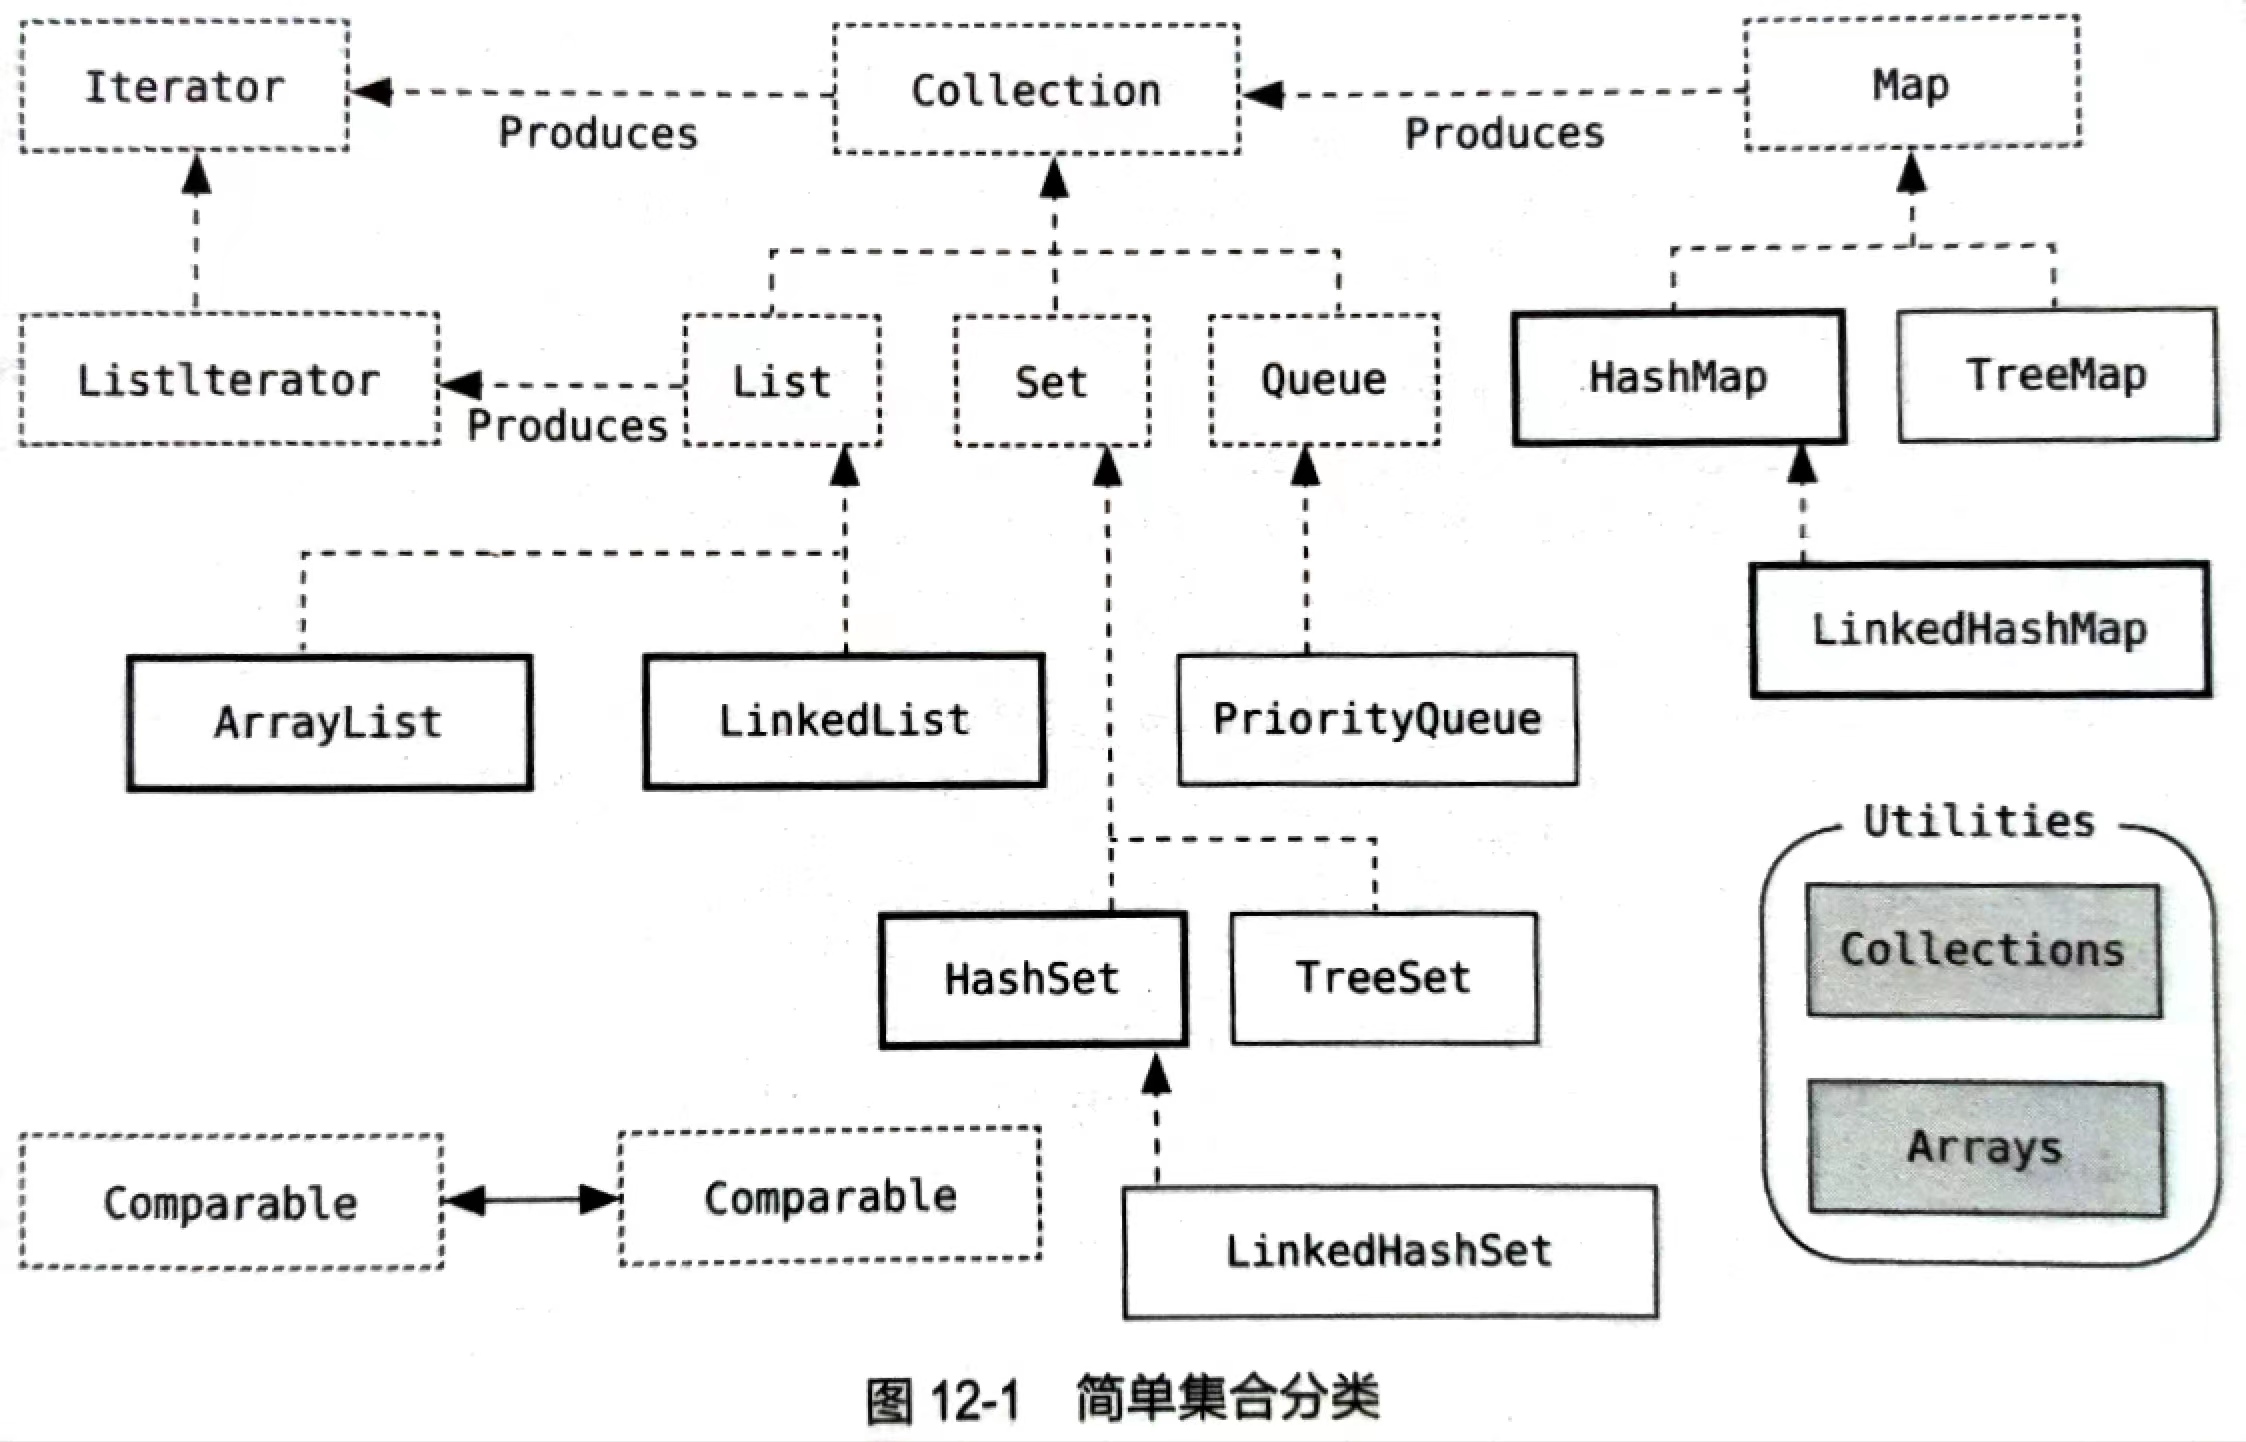 Iterator
Collection
Map
Produces
Produces
Listlterator
List
Set
Queue
HashMap
TreeMap
Produces
LinkedHashMap
ArrayList
LinkedList
PriorityQueue
Utilities
Collections
HashSet
TreeSet
Arrays
Comparable
Comparable
LinkedHashSet
图 12-1 简单集合分类